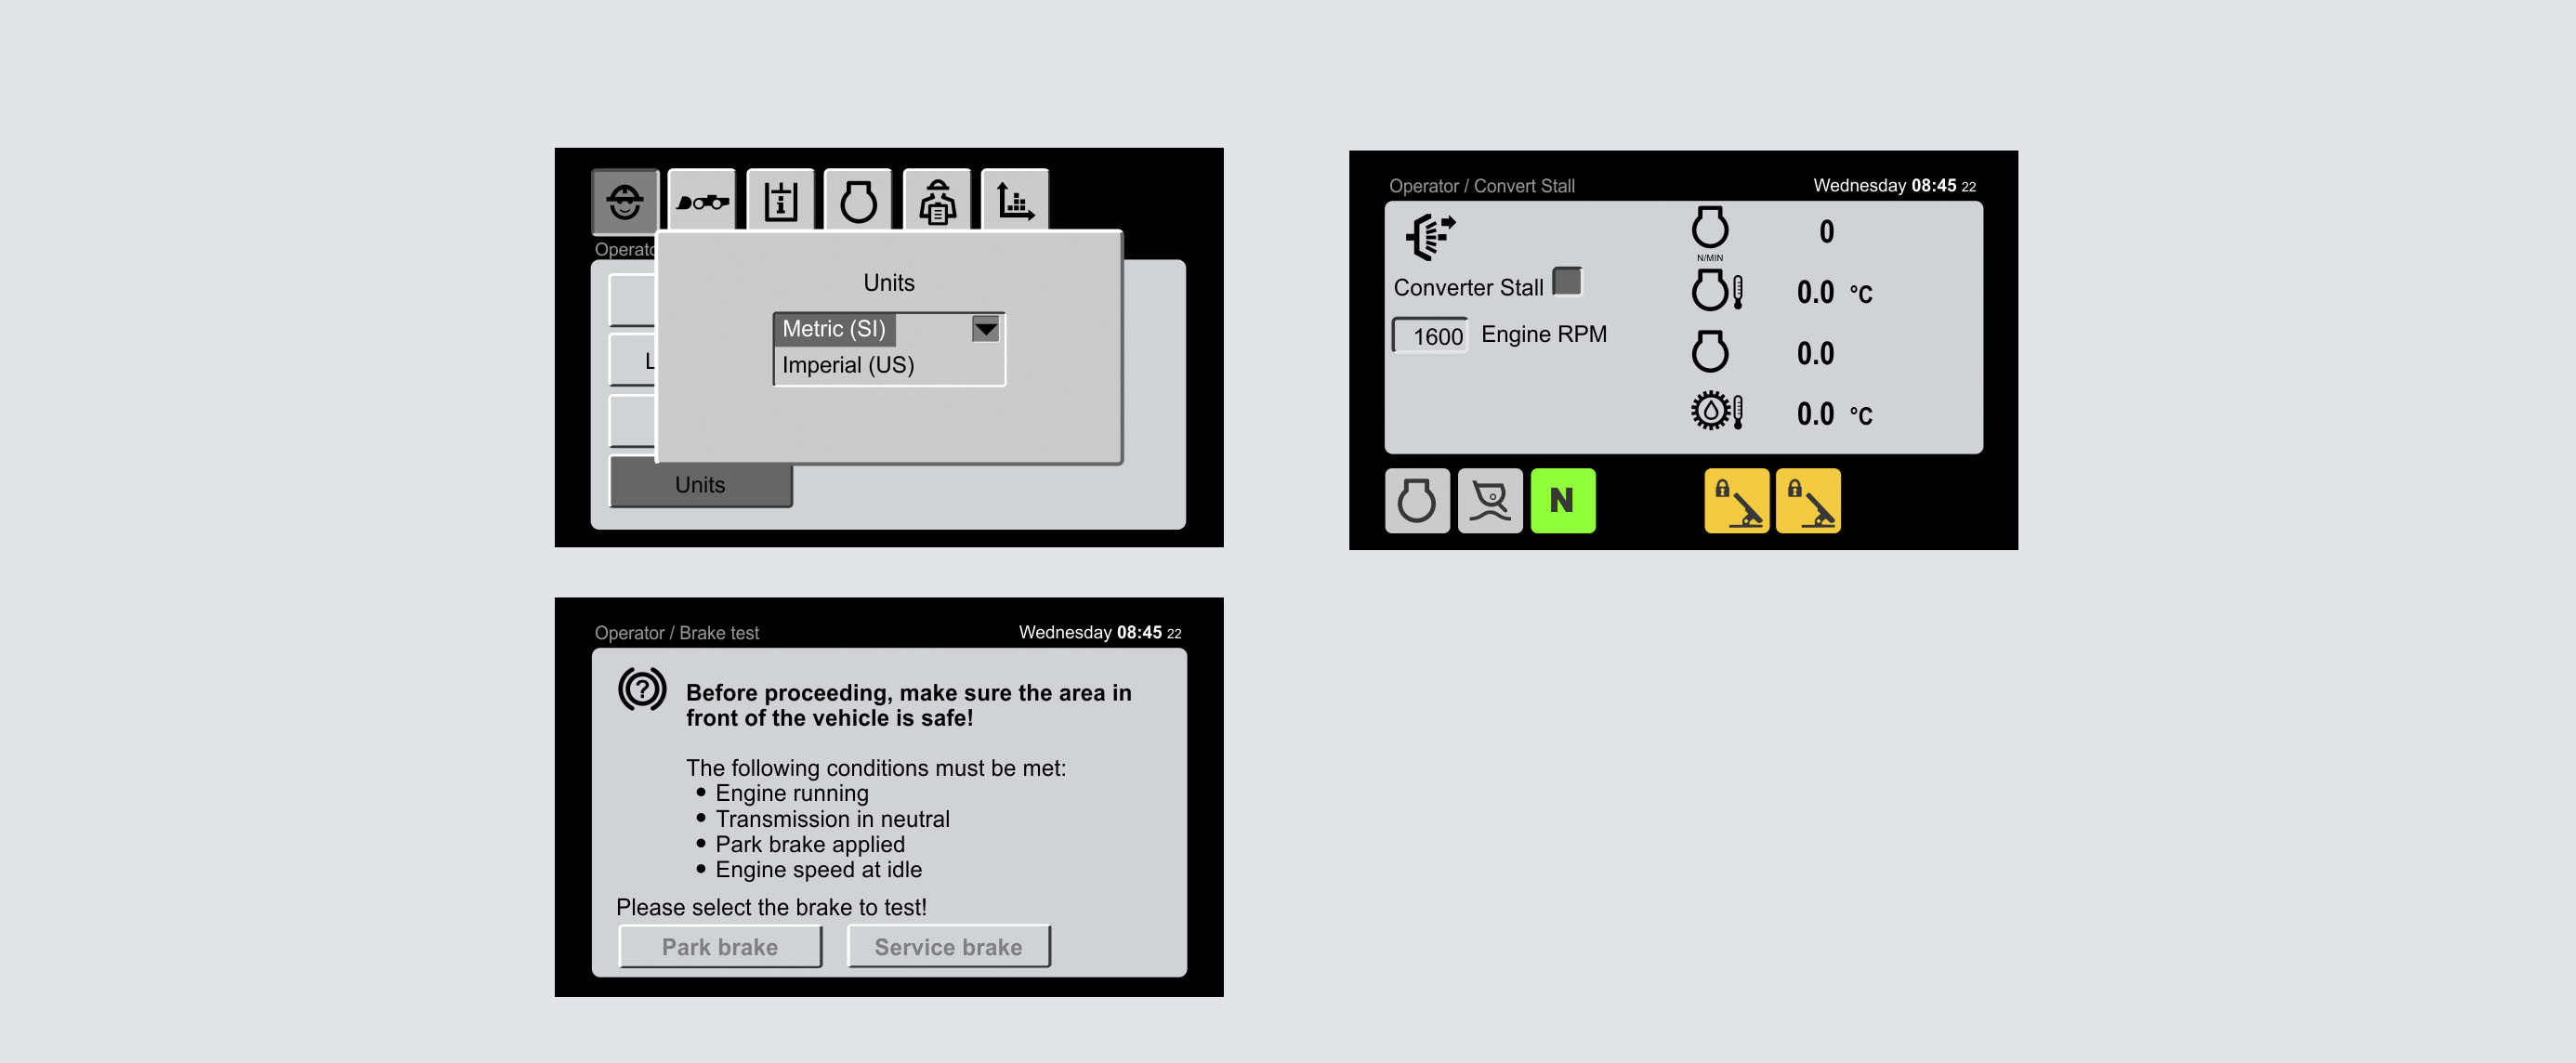 Operato
Units
Metric (SI)
Imperial (US)
L
Units
Operator / Convert Stall
Wednesday 08:45 22
Converter Stall
1600 Engine RPM
N/MIN
0
0.0 °C
0.0
0.0 °C
N
Operator / Brake test
Wednesday 08:45 22
Before proceeding, make sure the area in
front of the vehicle is safe!
The following conditions must be met:
• Engine running
• Transmission in neutral
• Park brake applied
• Engine speed at idle
Please select the brake to test!
Park brake
Service brake